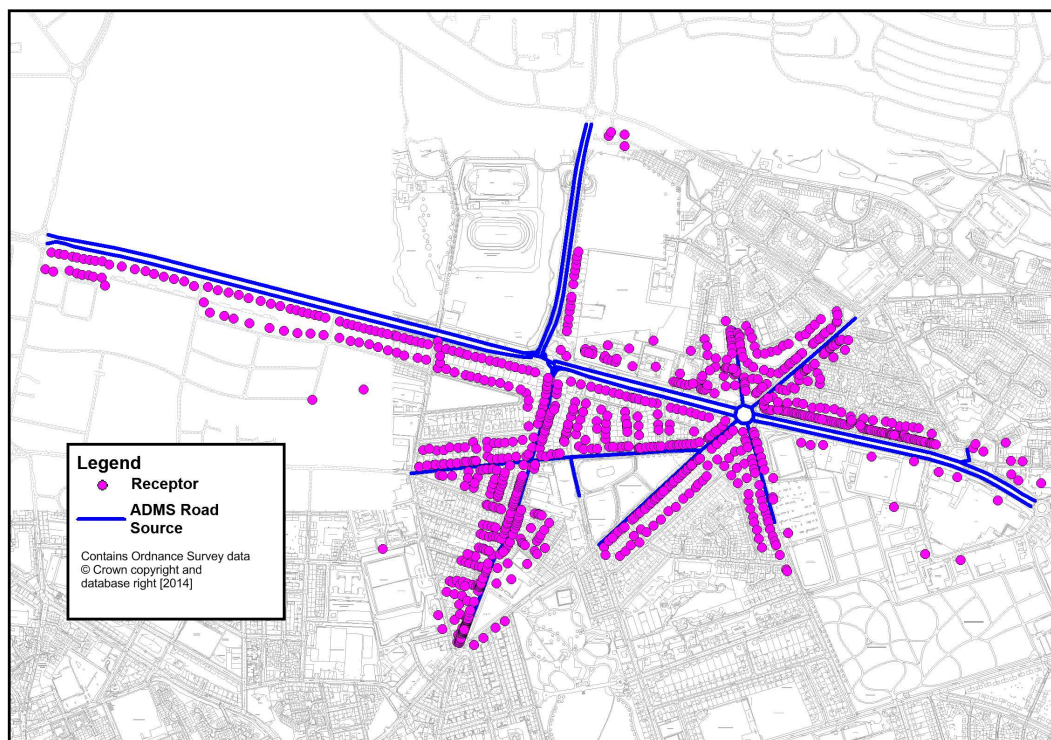 Legend
Receptor
ADMS Road
Source
Contains Ordnance Survey data
© Crown copyright and
database right [2014]